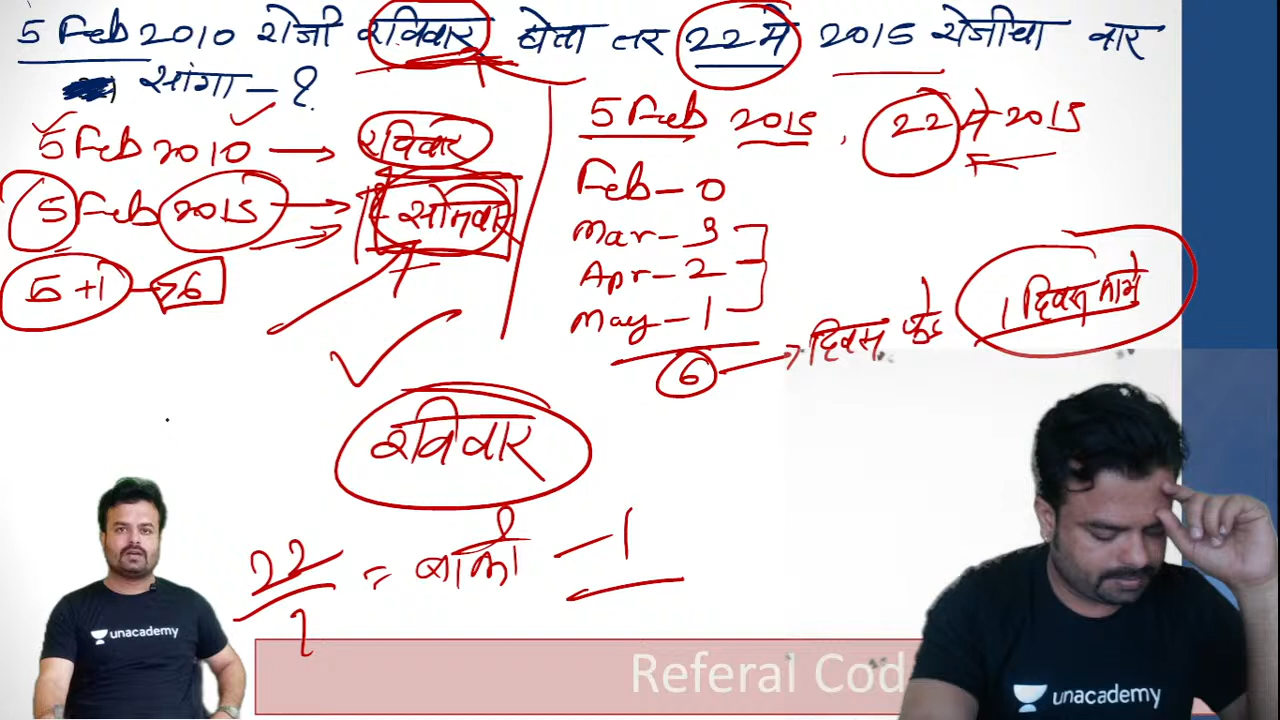 5 Feb 2010 रोजी रविवार होता तर 22 मे 2015 रोजीचा वार
सांगा - ?
5 Feb 2010 → रविवार
5 Feb 2015 → सोमवार
5 + 1 → 6
5 Feb 2015, 22 मे 2015
Feb - 0
Mar - 3
Apr - 2
May - 1
6 → दिवस पुढे 1 दिवस मागे
रविवार
22/7 = बाकी - 1
Referal Cod
unacademy
unacademy